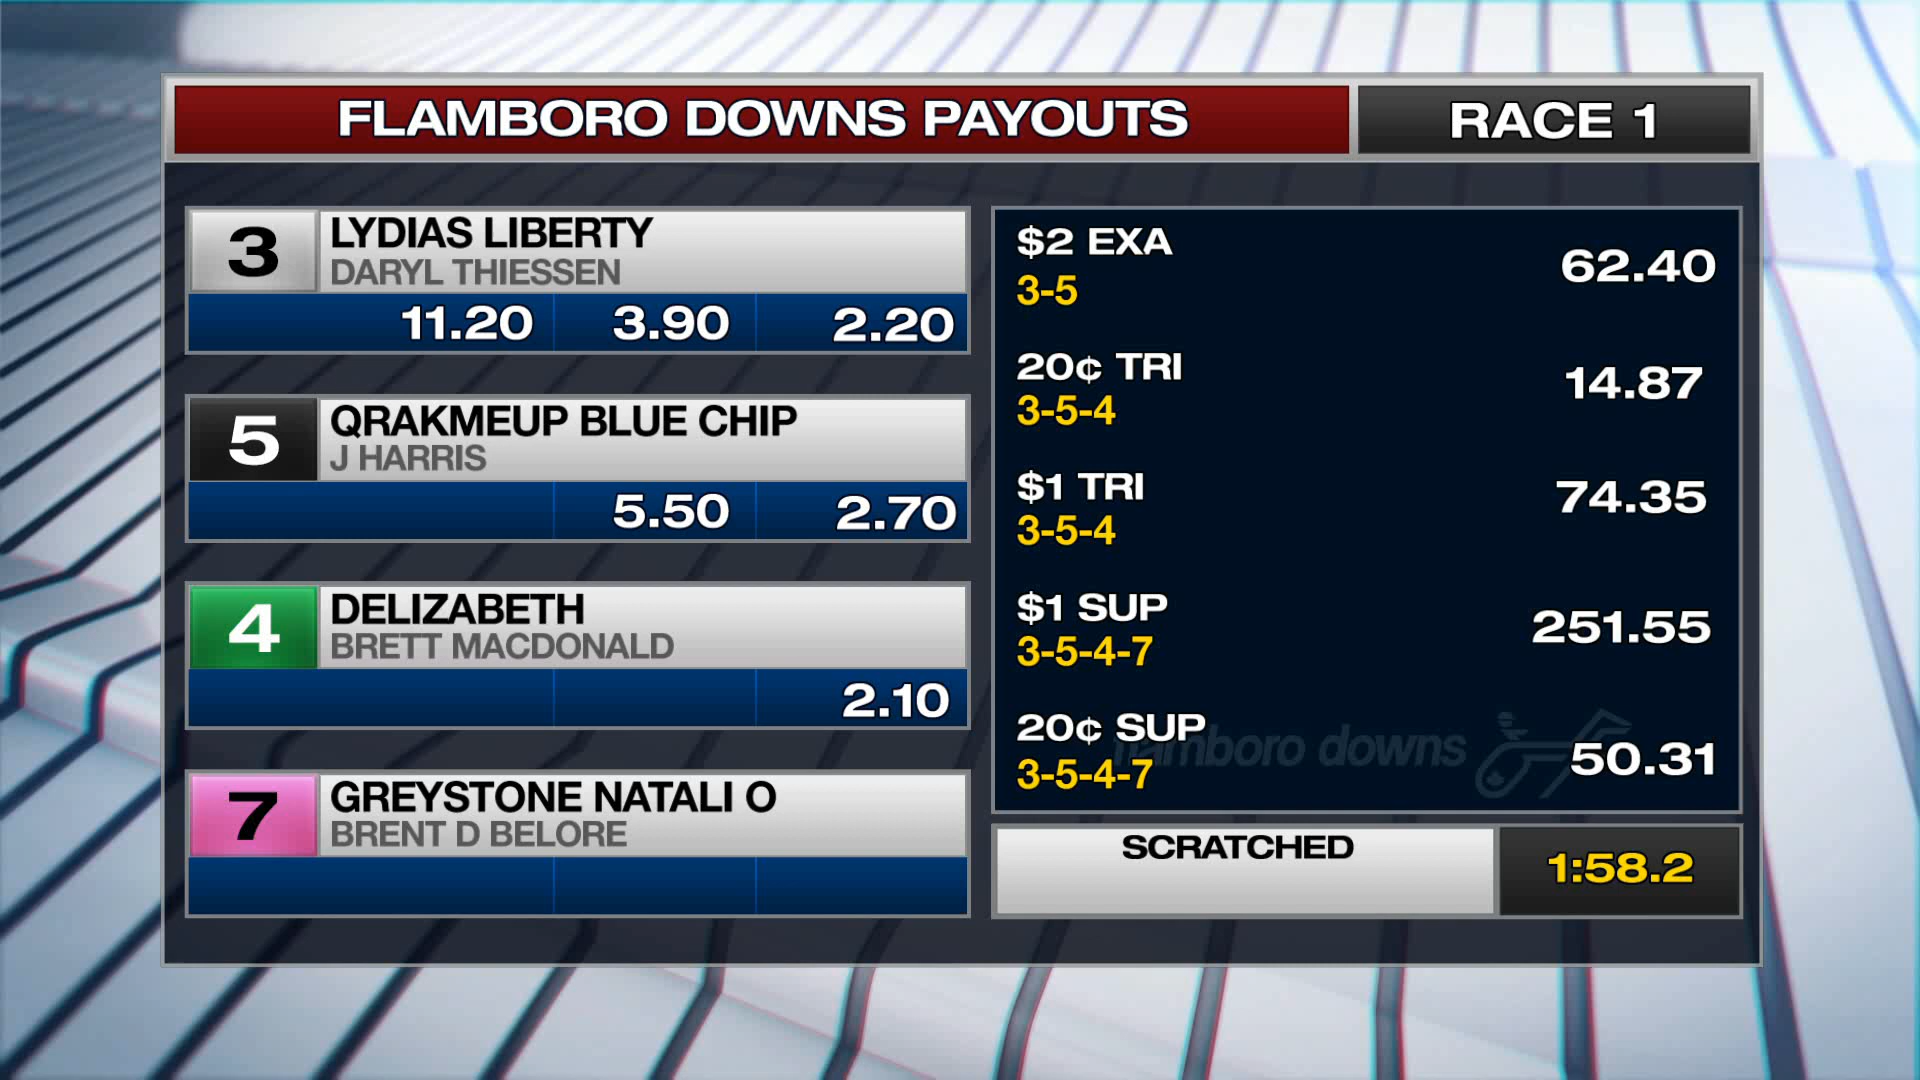 FLAMBORO DOWNS PAYOUTS
RACE 1
3
LYDIAS LIBERTY
DARYL THIESSEN
11.20 3.90 2.20
5
QRAKMEUP BLUE CHIP
J HARRIS
5.50 2.70
4
DELIZABETH
BRETT MACDONALD
2.10
7
GREYSTONE NATALI O
BRENT D BELORE
$2 EXA
3-5
62.40
20¢ TRI
3-5-4
14.87
$1 TRI
3-5-4
74.35
$1 SUP
3-5-4-7
251.55
20¢ SUP
3-5-4-7
50.31
flamboro downs
SCRATCHED
1:58.2